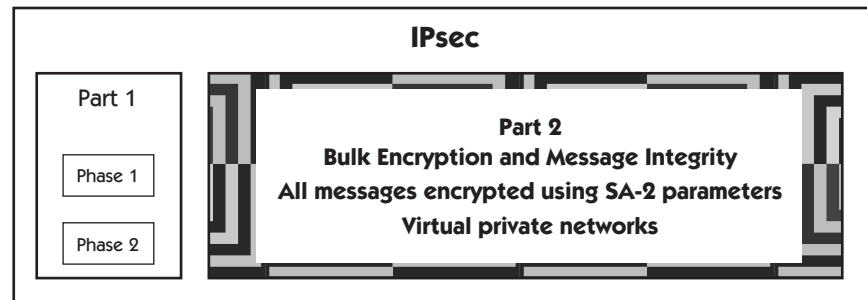 IPsec
Part 1
Phase 1
Phase 2
Part 2
Bulk Encryption and Message Integrity
All messages encrypted using SA-2 parameters
Virtual private networks